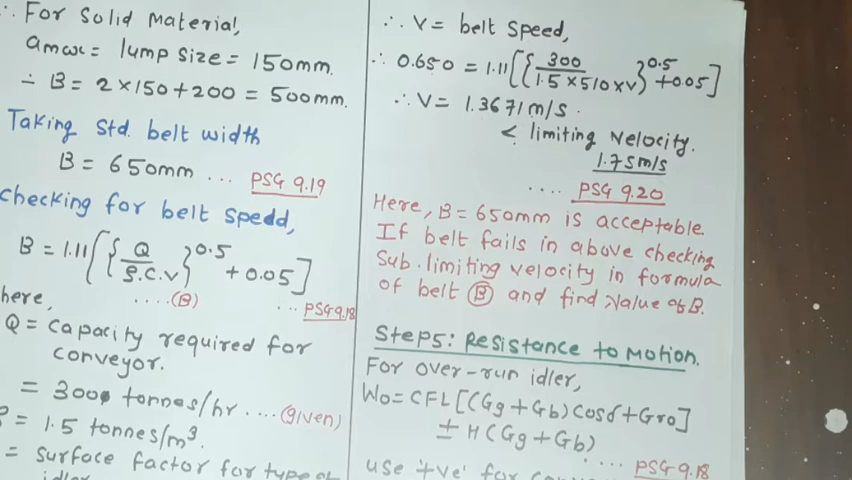 ∴ For Solid Material,
amax = lump size = 150mm.
∴ B = 2 × 150 + 200 = 500mm.
Taking Std. belt width
B = 650mm ... PSG 9.19
checking for belt spedd,
B = 1.11 [{Q / ρ.C.V}^0.5 + 0.05]
....(B) ... PSG 9.18
here,
Q = capacity required for
conveyor.
= 300 tonnes/hr ....(given)
= 1.5 tonnes/m³.
= surface factor for type of
idler
∴ V = belt speed,
∴ 0.650 = 1.11 [{300 / 1.5 × 510 × V}^0.5 + 0.05]
∴ V = 1.3671 m/s.
< limiting velocity.
1.75m/s
.... PSG 9.20
Here, B = 650mm is acceptable
If belt fails in above checking
Sub. limiting velocity in formula
of belt (B) and find value of B.
Step5: Resistance to Motion.
For over-run idler,
Wo = CFL[(Gg + Gb) Cosδ + Gro]
± H(Gg + Gb)
.... PSG 9.18
use '+ve' for